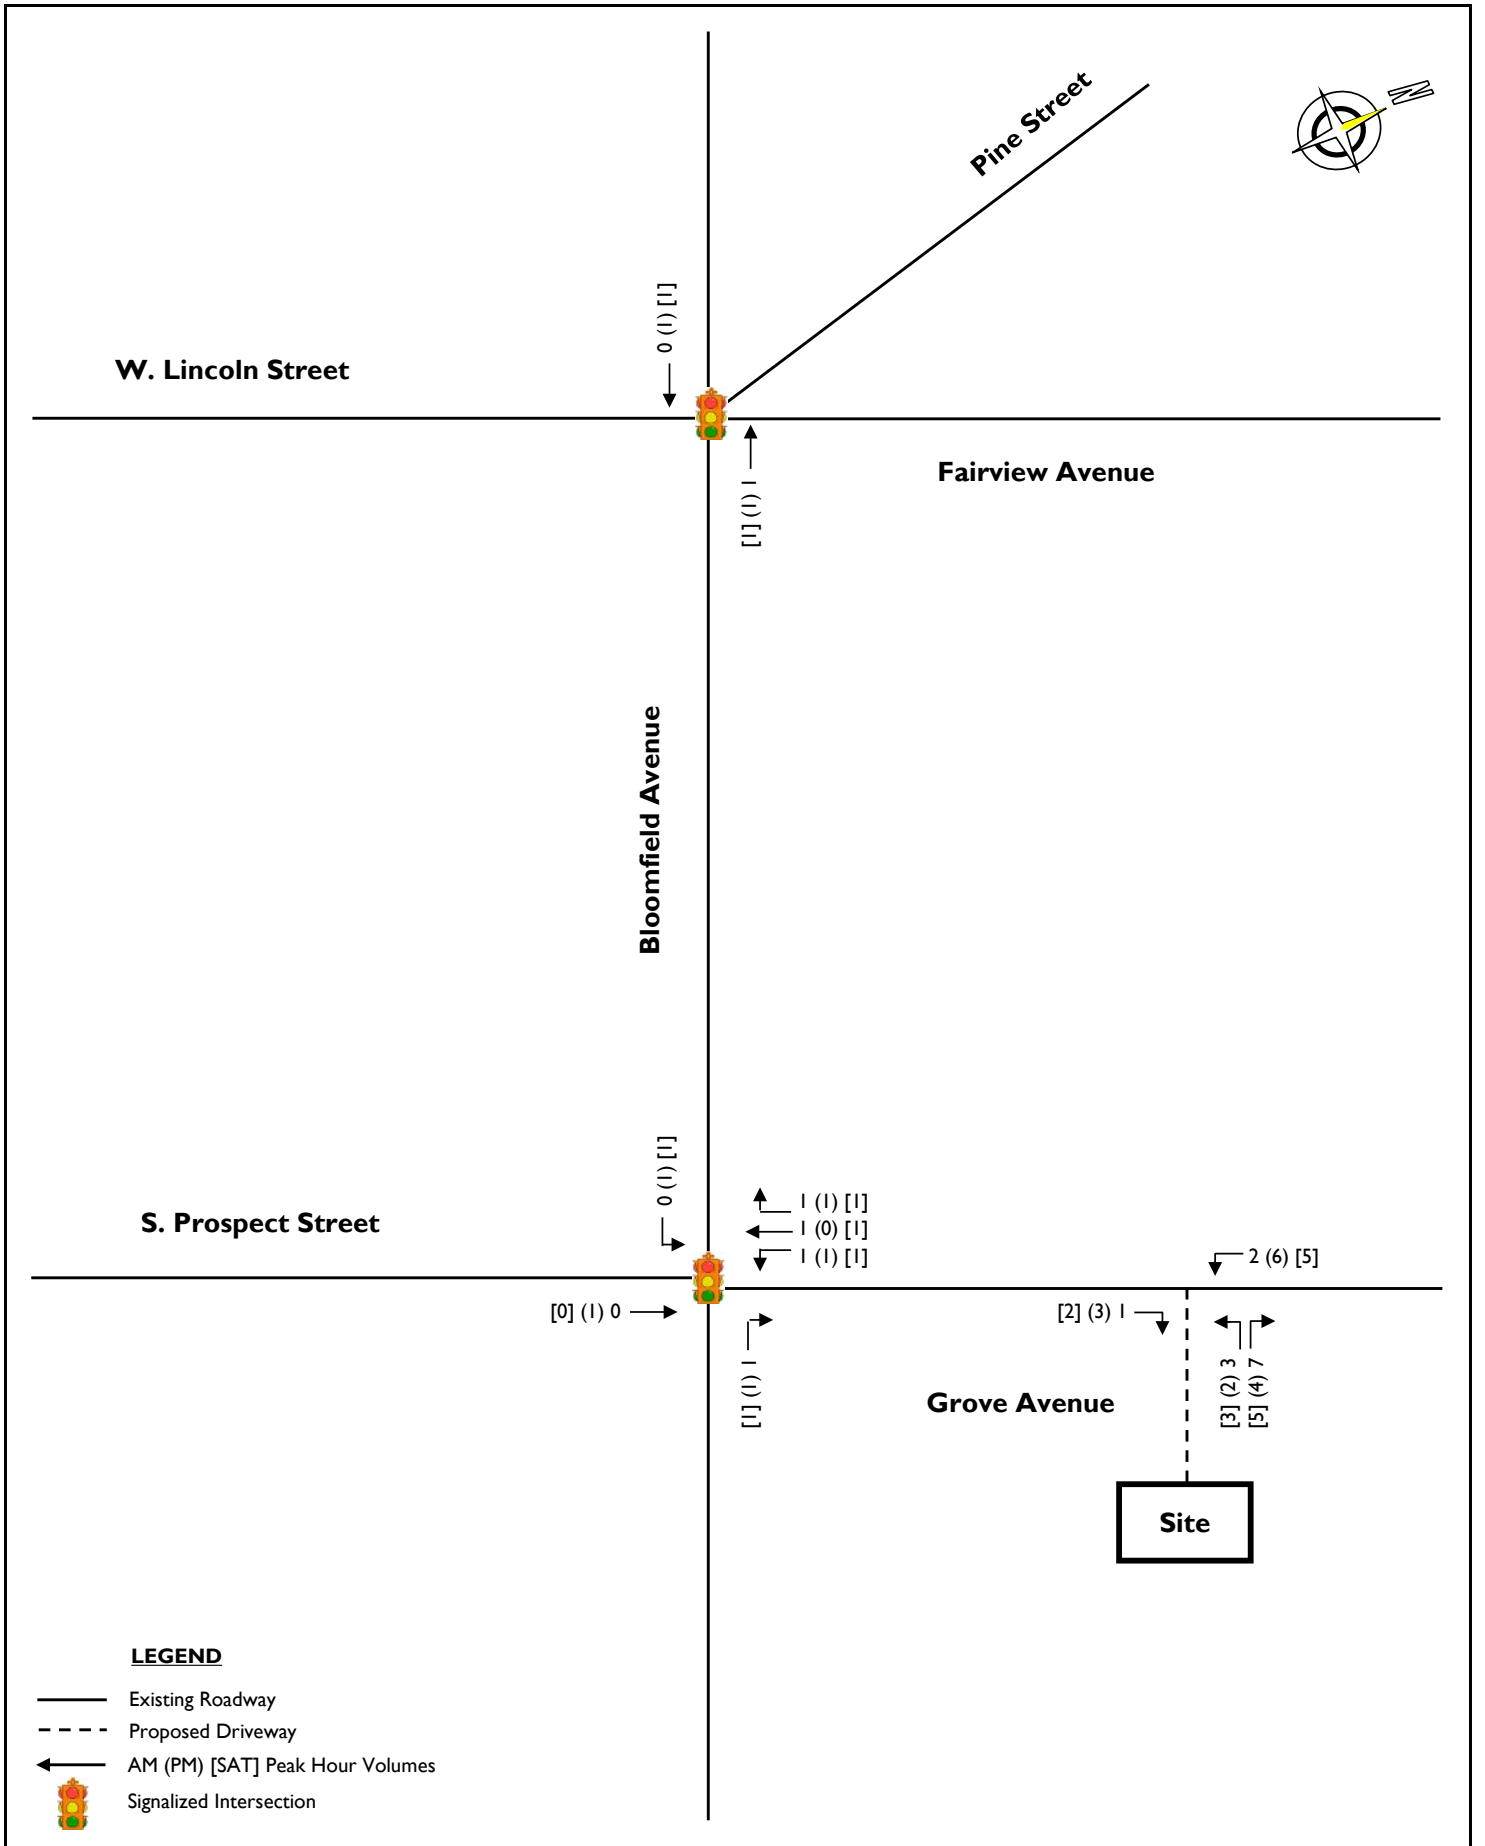 N
Pine Street
0 (1) [1]
W. Lincoln Street
Fairview Avenue
[1] (1) 1
Bloomfield Avenue
0 (1) [1]
S. Prospect Street
1 (1) [1]
1 (0) [1]
1 (1) [1]
2 (6) [5]
[0] (1) 0
[2] (3) 1
[1] (1) 1
[3] (2) 3
[5] (4) 7
Grove Avenue
Site
LEGEND
Existing Roadway
Proposed Driveway
AM (PM) [SAT] Peak Hour Volumes
Signalized Intersection